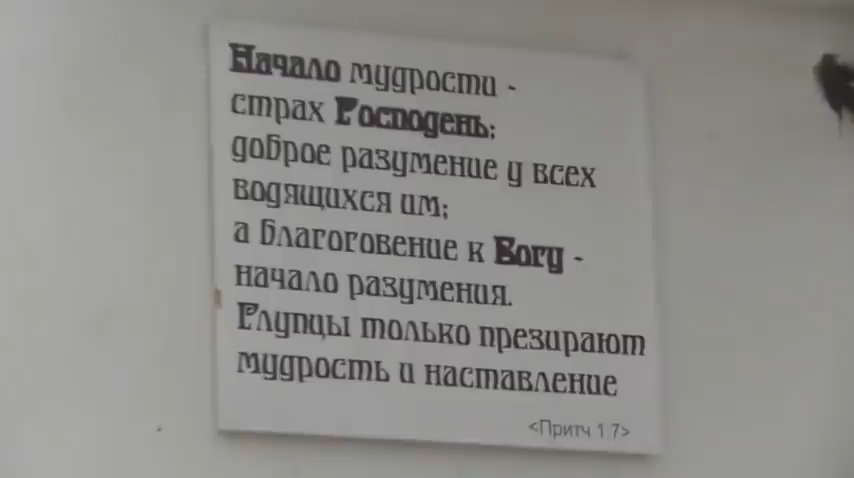 Начало мудрости -
страх Господень;
доброе разумение у всех
водящихся им;
а благоговение к Богу -
начало разумения.
Глупцы только презирают
мудрость и наставление
<Притч 1:7>